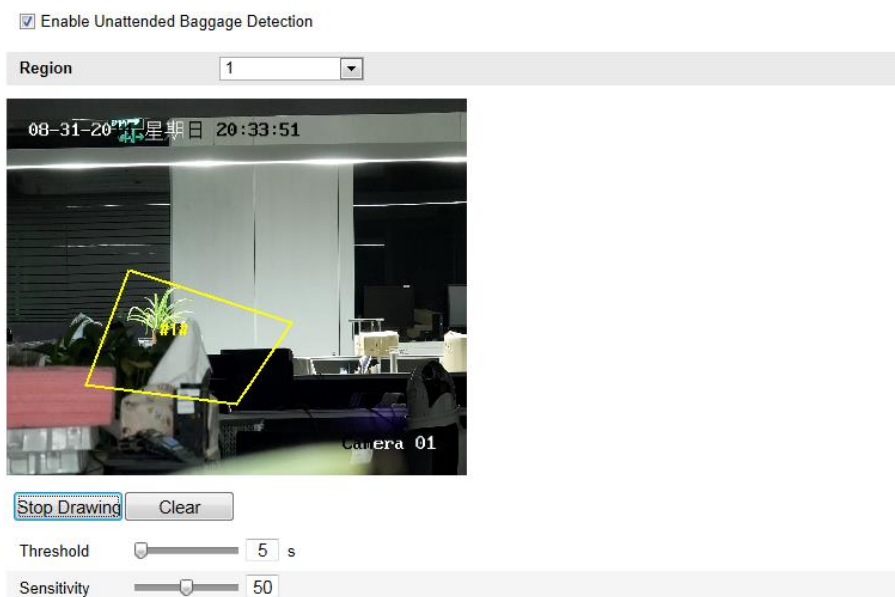 Enable Unattended Baggage Detection
Region 1
08-31-20 星期日 20:33:51
#1#
Camera 01
Stop Drawing Clear
Threshold 5 s
Sensitivity 50